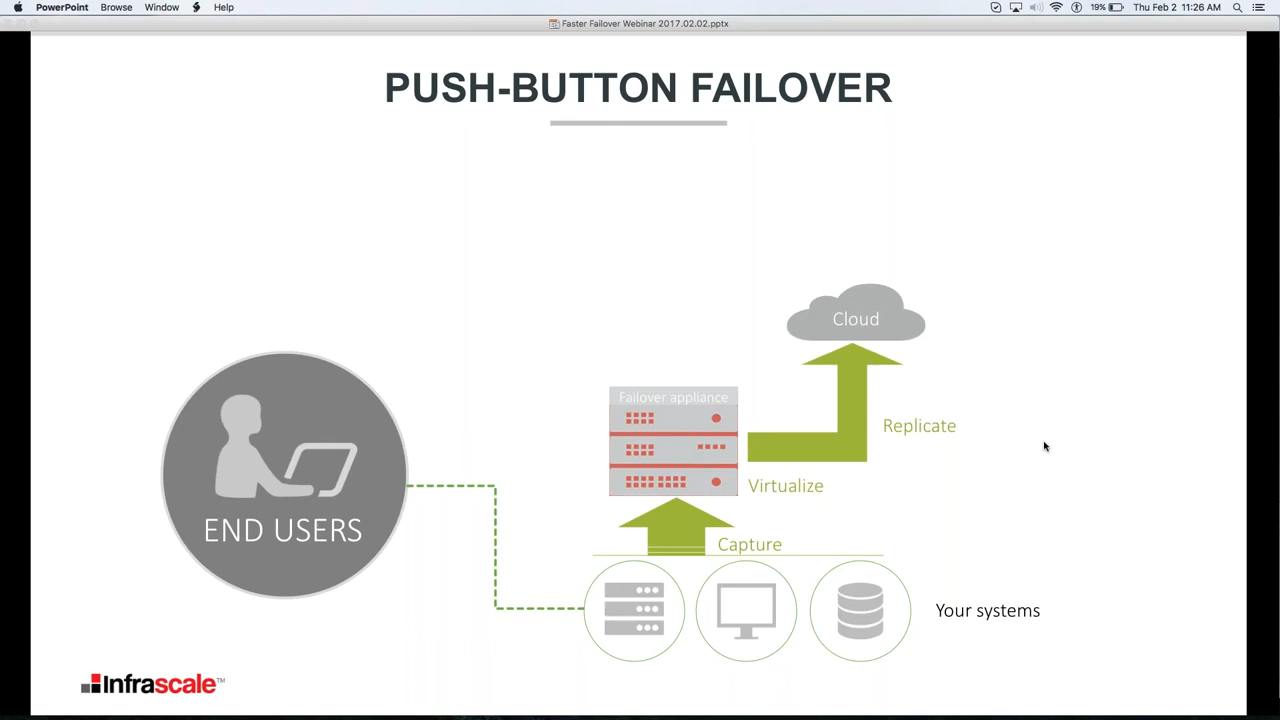 PowerPoint Browse Window Help
19% Thu Feb 2 11:26 AM
Faster Failover Webinar 2017.02.02.pptx
PUSH-BUTTON FAILOVER
Cloud
Failover appliance
Replicate
Virtualize
END USERS
Capture
Your systems
Infrascale™